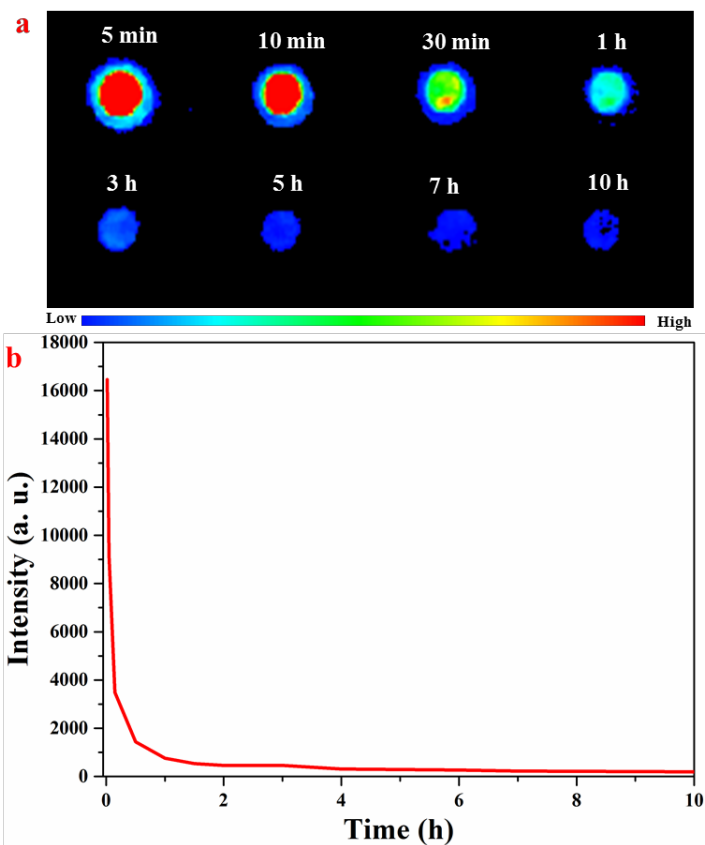 a
5 min 10 min 30 min 1 h
3 h 5 h 7 h 10 h
Low High
b
18000
16000
14000
12000
10000
8000
6000
4000
2000
0
Intensity (a. u.)
0 2 4 6 8 10
Time (h)